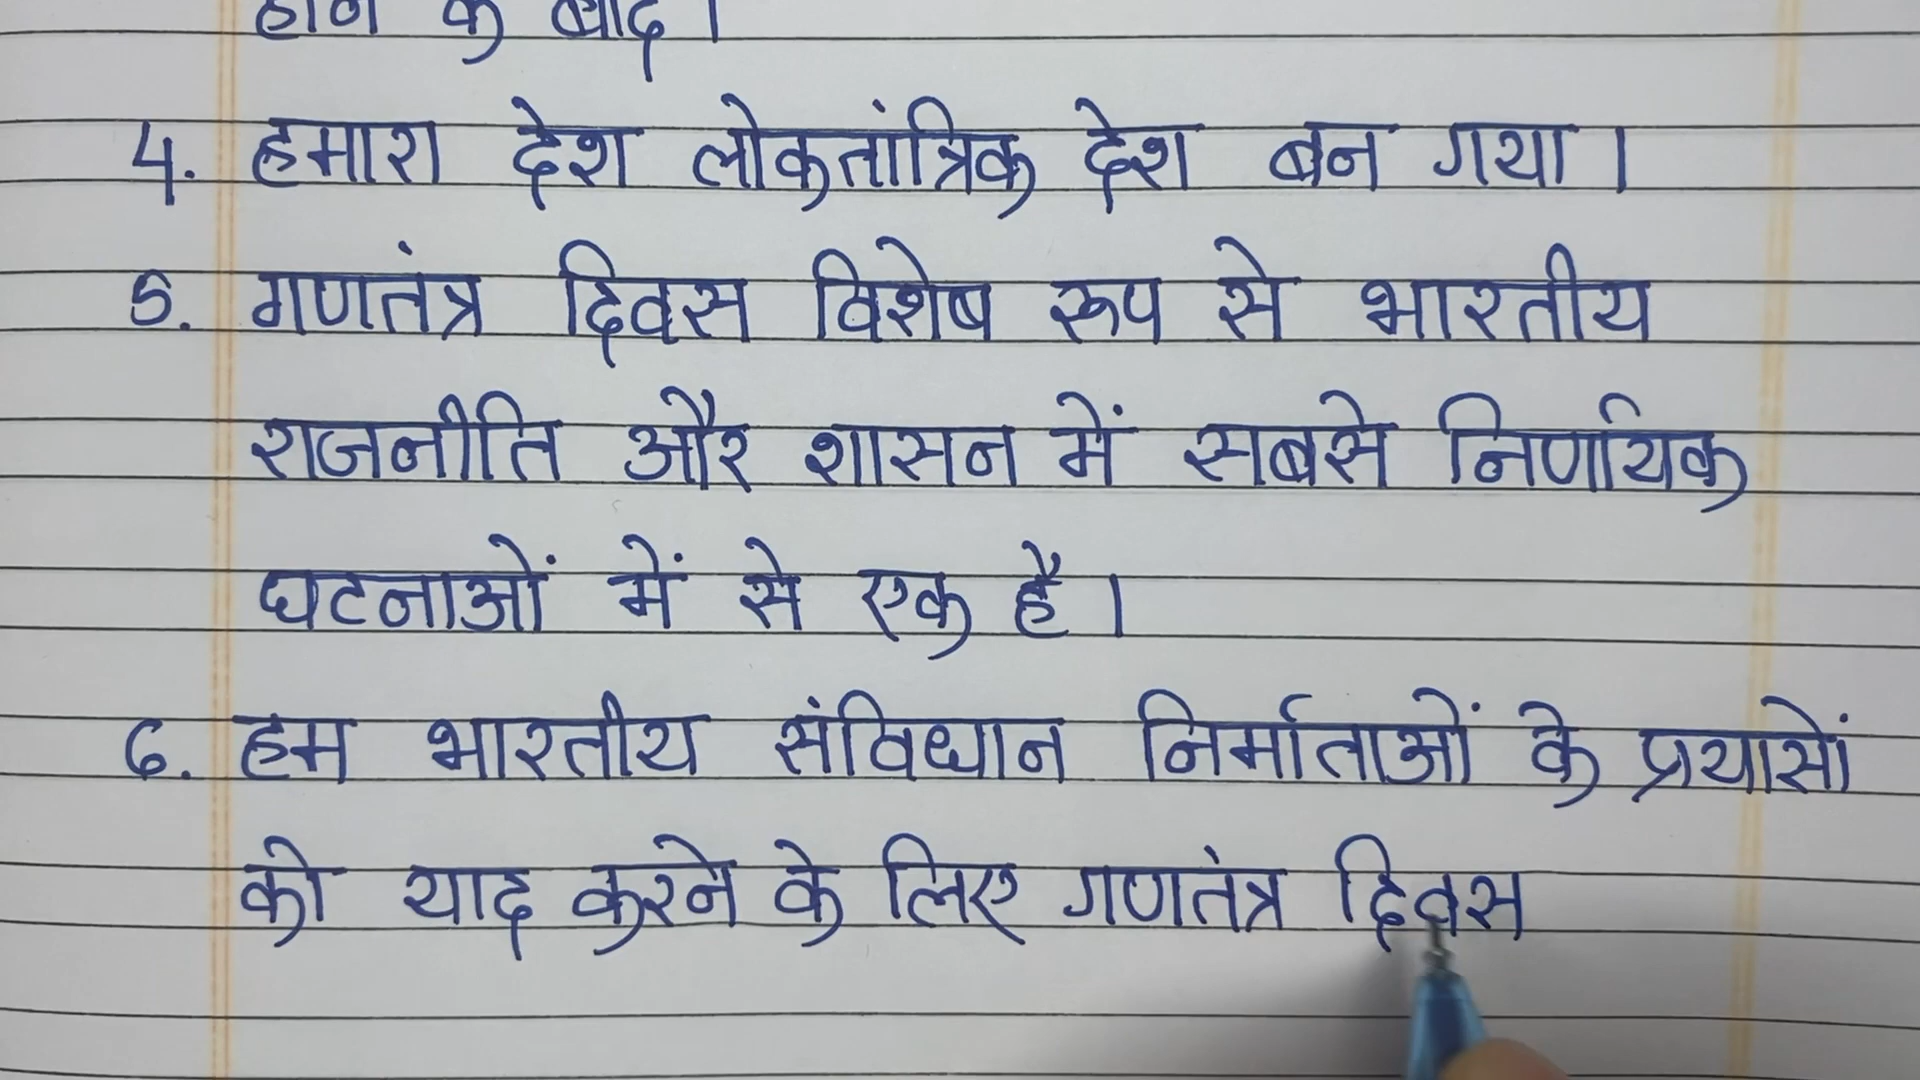 होने के बाद।
4. हमारा देश लोकतांत्रिक देश बन गया।
5. गणतंत्र दिवस विशेष रूप से भारतीय
राजनीति और शासन में सबसे निर्णायक
घटनाओं में से एक है।
6. हम भारतीय संविधान निर्माताओं के प्रयासों
को याद करने के लिए गणतंत्र दिवस